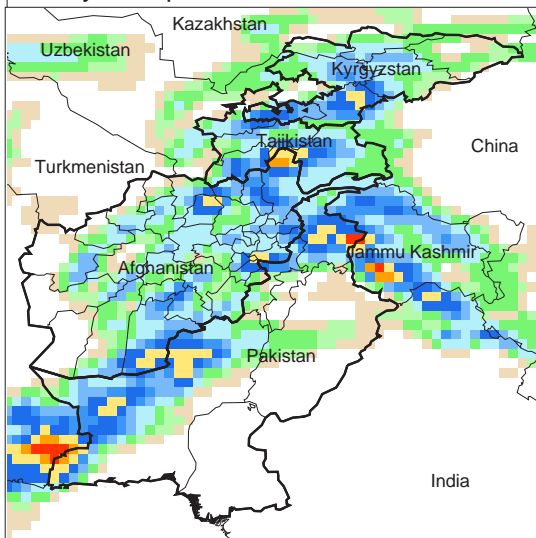 Kazakhstan
Uzbekistan
Kyrgyzstan
Tajikistan
China
Turkmenistan
Jammu Kashmir
Afghanistan
Pakistan
India